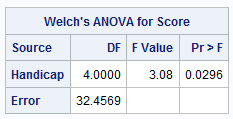 Welch's ANOVA for Score
Source DF F Value Pr > F
Handicap 4.0000 3.08 0.0296
Error 32.4569